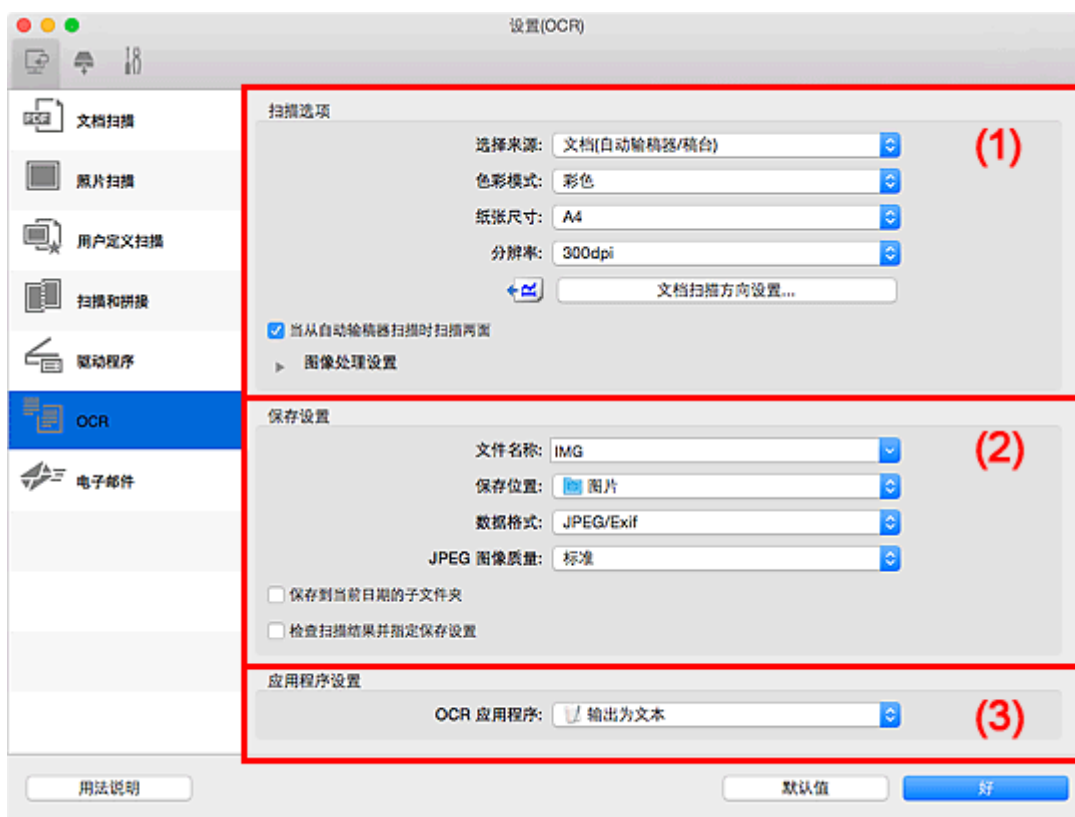 设置(OCR)
文档扫描
照片扫描
用户定义扫描
扫描和拼接
驱动程序
OCR
电子邮件
扫描选项
(1)
选择来源: 文档(自动输稿器/稿台)
色彩模式: 彩色
纸张尺寸: A4
分辨率: 300dpi
文档扫描方向设置...
当从自动输稿器扫描时扫描两面
图像处理设置
保存设置
(2)
文件名称: IMG
保存位置: 图片
数据格式: JPEG/Exif
JPEG 图像质量: 标准
保存到当前日期的子文件夹
检查扫描结果并指定保存设置
应用程序设置
(3)
OCR 应用程序: 输出为文本
用法说明
默认值
好